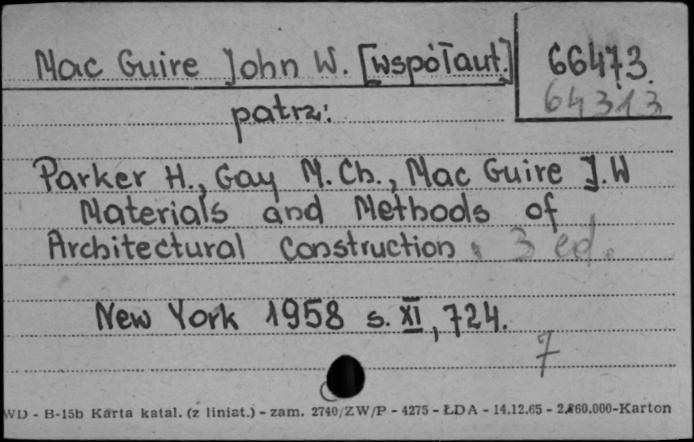 Mac Guire John W. [współaut.] 66473.
64313
patrz:
Parker H., Gay M. Ch., Mac Guire J.W
Materials and Methods of
Architectural Construction. 3 ed.
New York 1958 s. XI, 724.
7
WD - B-15b Karta katal. (z liniat.) - zam. 2740/ZW/P - 4275 - ŁDA - 14.12.65 - 2.860.000-Karton